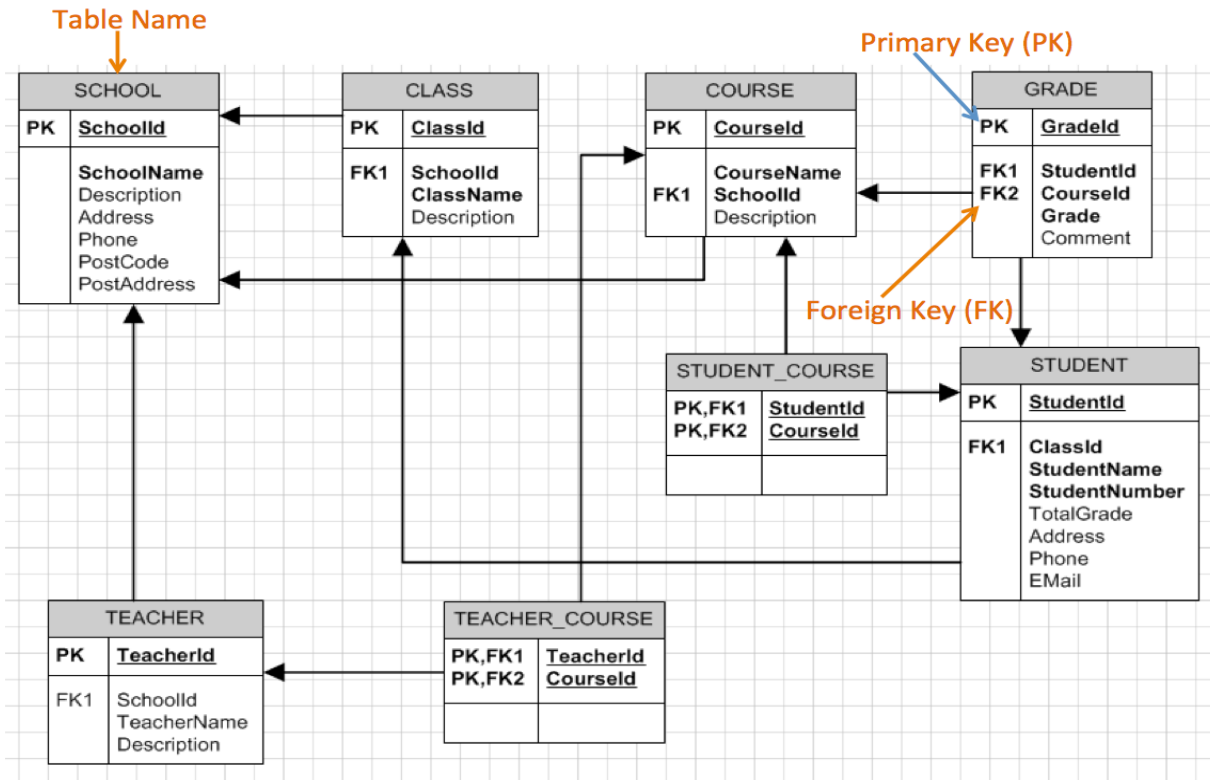 Table Name
Primary Key (PK)
SCHOOL
PK SchoolId
SchoolName
Description
Address
Phone
PostCode
PostAddress
CLASS
PK ClassId
FK1 SchoolId
ClassName
Description
COURSE
PK CourseId
CourseName
FK1 SchoolId
Description
GRADE
PK GradeId
FK1 StudentId
FK2 CourseId
Grade
Comment
Foreign Key (FK)
STUDENT_COURSE
PK,FK1 StudentId
PK,FK2 CourseId
STUDENT
PK StudentId
FK1 ClassId
StudentName
StudentNumber
TotalGrade
Address
Phone
EMail
TEACHER
PK TeacherId
FK1 SchoolId
TeacherName
Description
TEACHER_COURSE
PK,FK1 TeacherId
PK,FK2 CourseId